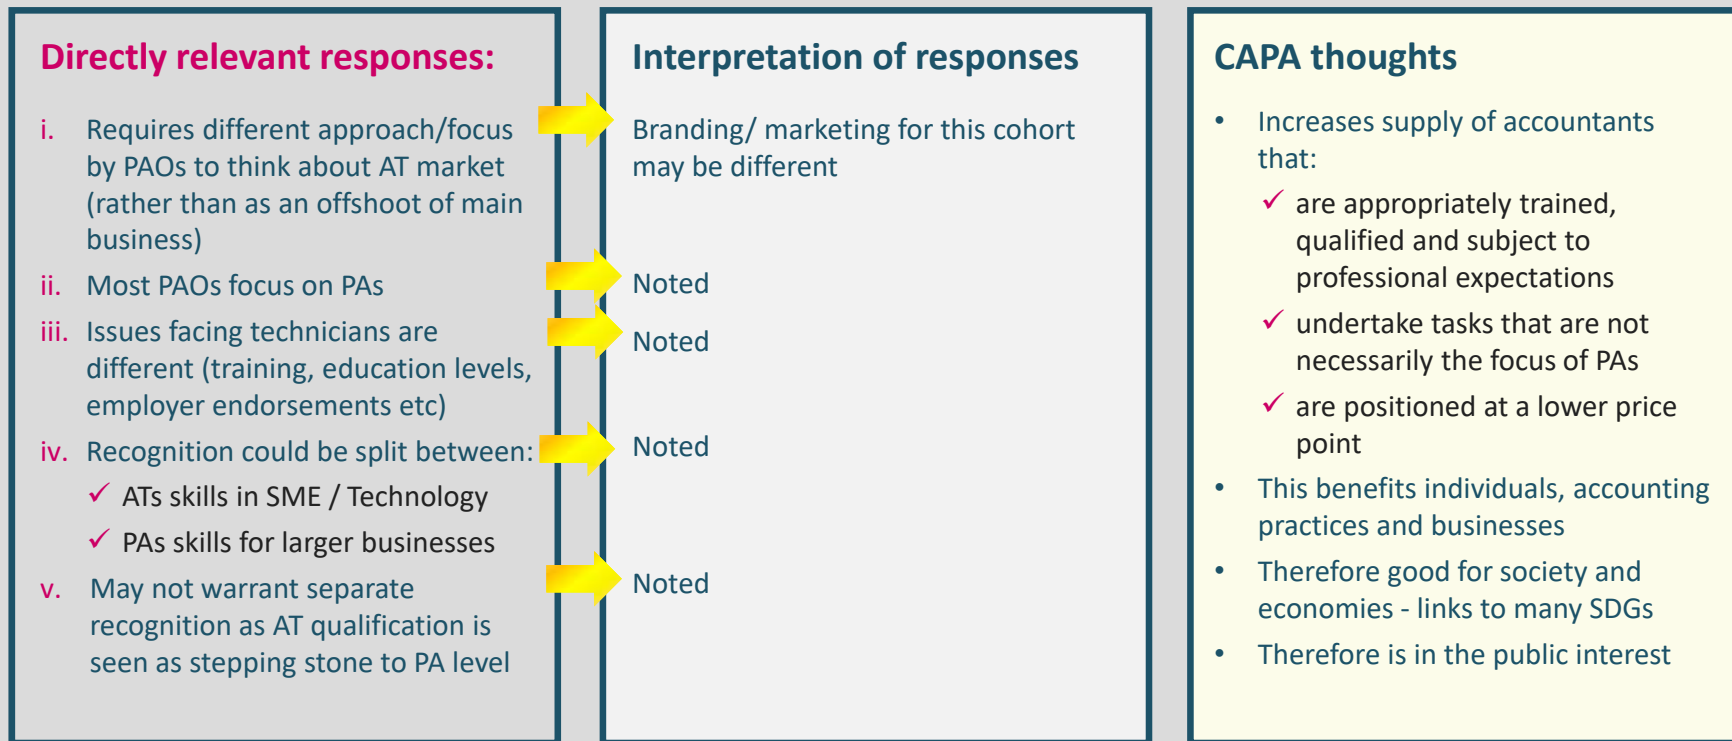 Directly relevant responses:
i. Requires different approach/focus
by PAOs to think about AT market
(rather than as an offshoot of main
business)
ii. Most PAOs focus on PAs
iii. Issues facing technicians are
different (training, education levels,
employer endorsements etc)
iv. Recognition could be split between:
✓ ATs skills in SME / Technology
✓ PAs skills for larger businesses
v. May not warrant separate
recognition as AT qualification is
seen as stepping stone to PA level
Interpretation of responses
Branding/ marketing for this cohort
may be different
Noted
Noted
Noted
Noted
CAPA thoughts
• Increases supply of accountants
that:
✓ are appropriately trained,
qualified and subject to
professional expectations
✓ undertake tasks that are not
necessarily the focus of PAs
✓ are positioned at a lower price
point
• This benefits individuals, accounting
practices and businesses
• Therefore good for society and
economies - links to many SDGs
• Therefore is in the public interest